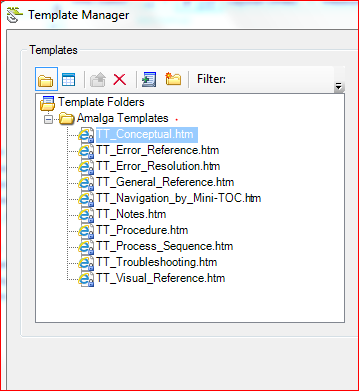 Template Manager
Templates
Filter:
Template Folders
Amalga Templates
TT_Conceptual.htm
TT_Error_Reference.htm
TT_Error_Resolution.htm
TT_General_Reference.htm
TT_Navigation_by_Mini-TOC.htm
TT_Notes.htm
TT_Procedure.htm
TT_Process_Sequence.htm
TT_Troubleshooting.htm
TT_Visual_Reference.htm